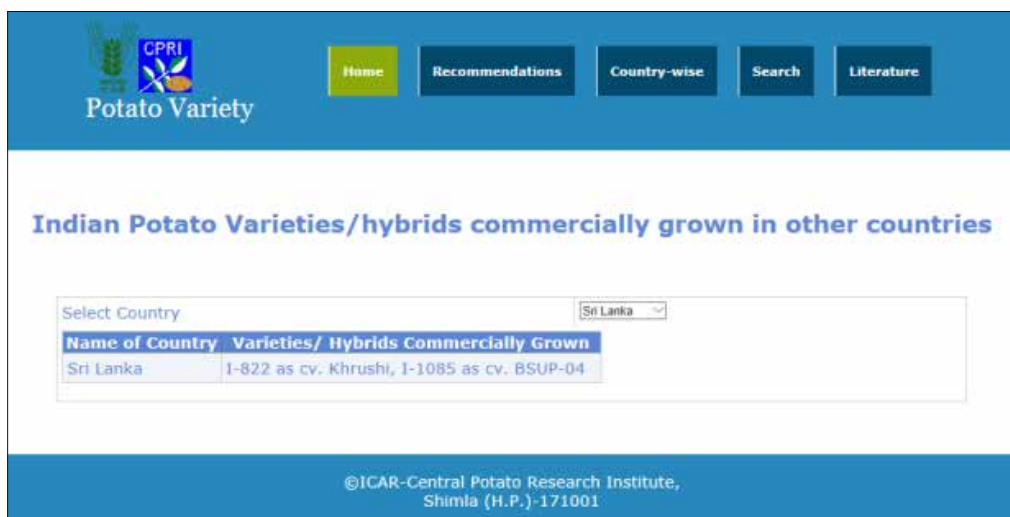 CPRI
Potato Variety
Home
Recommendations
Country-wise
Search
Literature
Indian Potato Varieties/hybrids commercially grown in other countries
Select Country
Sri Lanka
Name of Country Varieties/ Hybrids Commercially Grown
Sri Lanka I-822 as cv. Khrushi, I-1085 as cv. BSUP-04
©ICAR-Central Potato Research Institute,
Shimla (H.P.)-171001